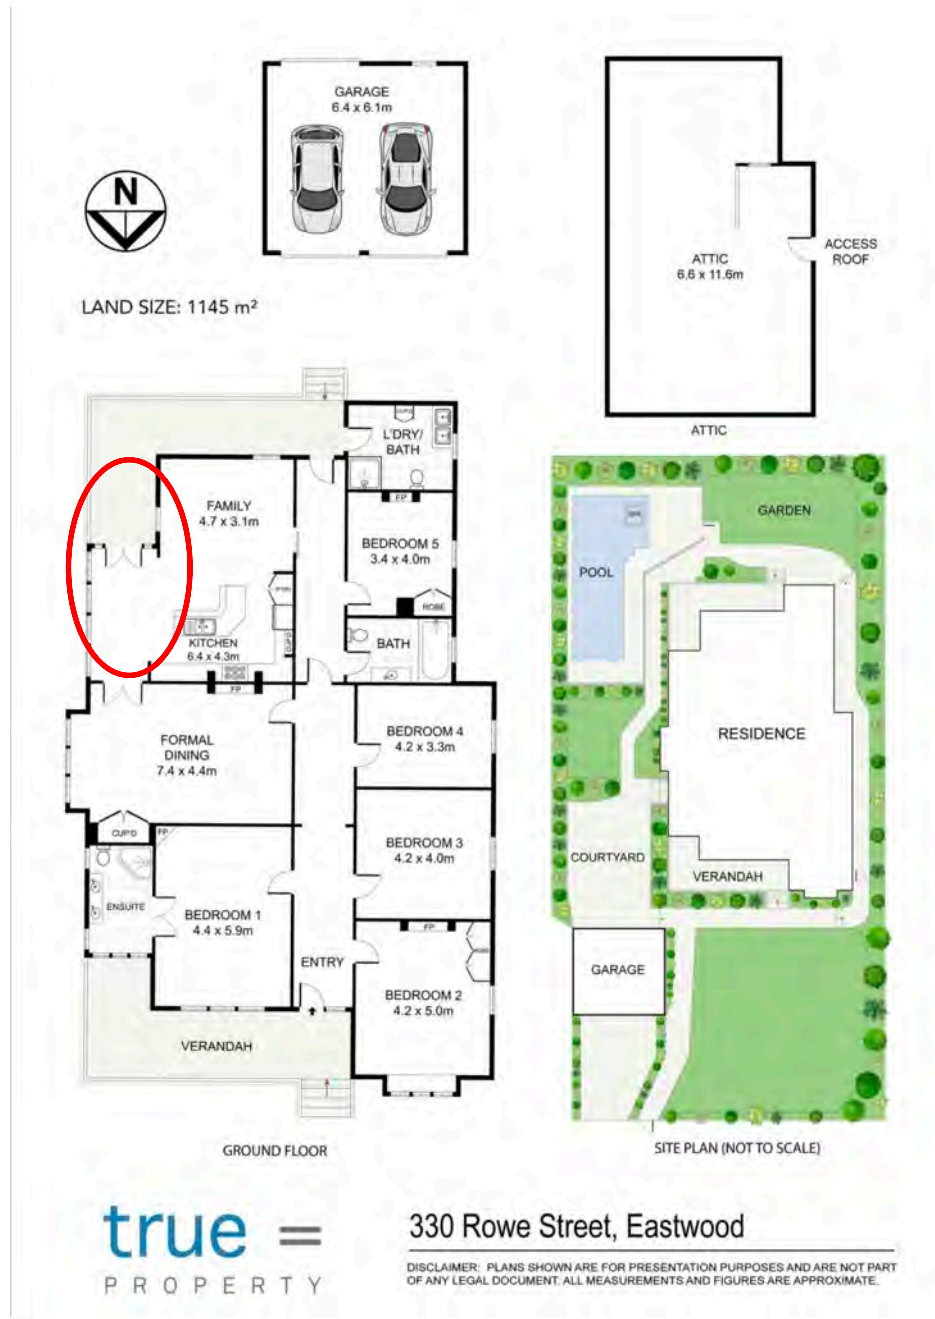 GARAGE
6.4 x 6.1m
N
LAND SIZE: 1145 m²
ATTIC
6.6 x 11.6m
ACCESS
ROOF
ATTIC
L'DRY/
BATH
FAMILY
4.7 x 3.1m
FP
BEDROOM 5
3.4 x 4.0m
ROBE
KITCHEN
6.4 x 4.3m
CUP'D
BATH
FP
FORMAL
DINING
7.4 x 4.4m
BEDROOM 4
4.2 x 3.3m
CUP'D
FP
BEDROOM 3
4.2 x 4.0m
ENSUITE
BEDROOM 1
4.4 x 5.9m
ENTRY
FP
BEDROOM 2
4.2 x 5.0m
VERANDAH
GROUND FLOOR
GARDEN
POOL
RESIDENCE
COURTYARD
VERANDAH
GARAGE
SITE PLAN (NOT TO SCALE)
true =
PROPERTY
330 Rowe Street, Eastwood
DISCLAIMER: PLANS SHOWN ARE FOR PRESENTATION PURPOSES AND ARE NOT PART
OF ANY LEGAL DOCUMENT. ALL MEASUREMENTS AND FIGURES ARE APPROXIMATE.